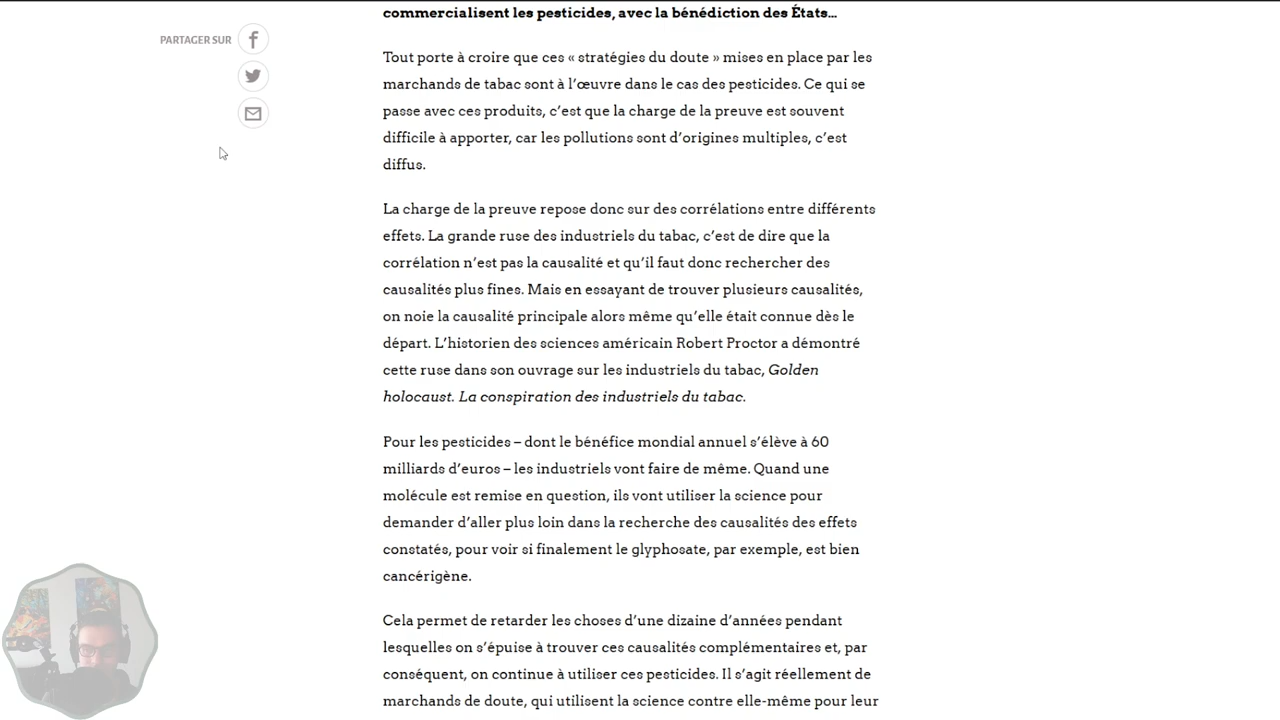 commercialisent les pesticides, avec la bénédiction des États…
PARTAGER SUR
Tout porte à croire que ces « stratégies du doute » mises en place par les
marchands de tabac sont à l’œuvre dans le cas des pesticides. Ce qui se
passe avec ces produits, c’est que la charge de la preuve est souvent
difficile à apporter, car les pollutions sont d’origines multiples, c’est
diffus.
La charge de la preuve repose donc sur des corrélations entre différents
effets. La grande ruse des industriels du tabac, c’est de dire que la
corrélation n’est pas la causalité et qu’il faut donc rechercher des
causalités plus fines. Mais en essayant de trouver plusieurs causalités,
on noie la causalité principale alors même qu’elle était connue dès le
départ. L’historien des sciences américain Robert Proctor a démontré
cette ruse dans son ouvrage sur les industriels du tabac, Golden
holocaust. La conspiration des industriels du tabac.
Pour les pesticides – dont le bénéfice mondial annuel s’élève à 60
milliards d’euros – les industriels vont faire de même. Quand une
molécule est remise en question, ils vont utiliser la science pour
demander d’aller plus loin dans la recherche des causalités des effets
constatés, pour voir si finalement le glyphosate, par exemple, est bien
cancérigène.
Cela permet de retarder les choses d’une dizaine d’années pendant
lesquelles on s’épuise à trouver ces causalités complémentaires et, par
conséquent, on continue à utiliser ces pesticides. Il s’agit réellement de
marchands de doute, qui utilisent la science contre elle-même pour leur